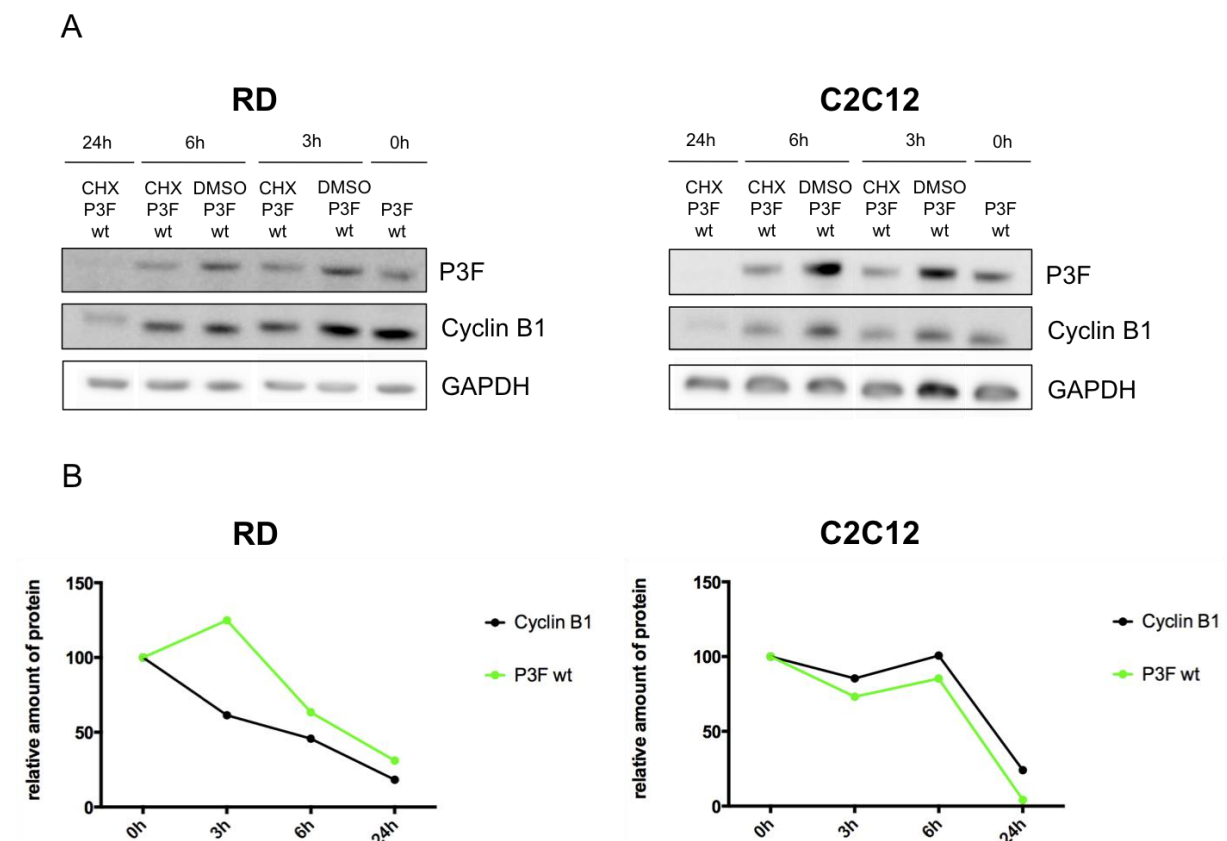 A
RD
24h 6h 3h 0h
CHX CHX DMSO CHX DMSO
P3F P3F P3F P3F P3F P3F
wt wt wt wt wt wt
P3F
Cyclin B1
GAPDH
C2C12
24h 6h 3h 0h
CHX CHX DMSO CHX DMSO
P3F P3F P3F P3F P3F P3F
wt wt wt wt wt wt
P3F
Cyclin B1
GAPDH
B
RD
relative amount of protein
150
100
50
0
0h 3h 6h 24h
Cyclin B1
P3F wt
C2C12
relative amount of protein
150
100
50
0
0h 3h 6h 24h
Cyclin B1
P3F wt